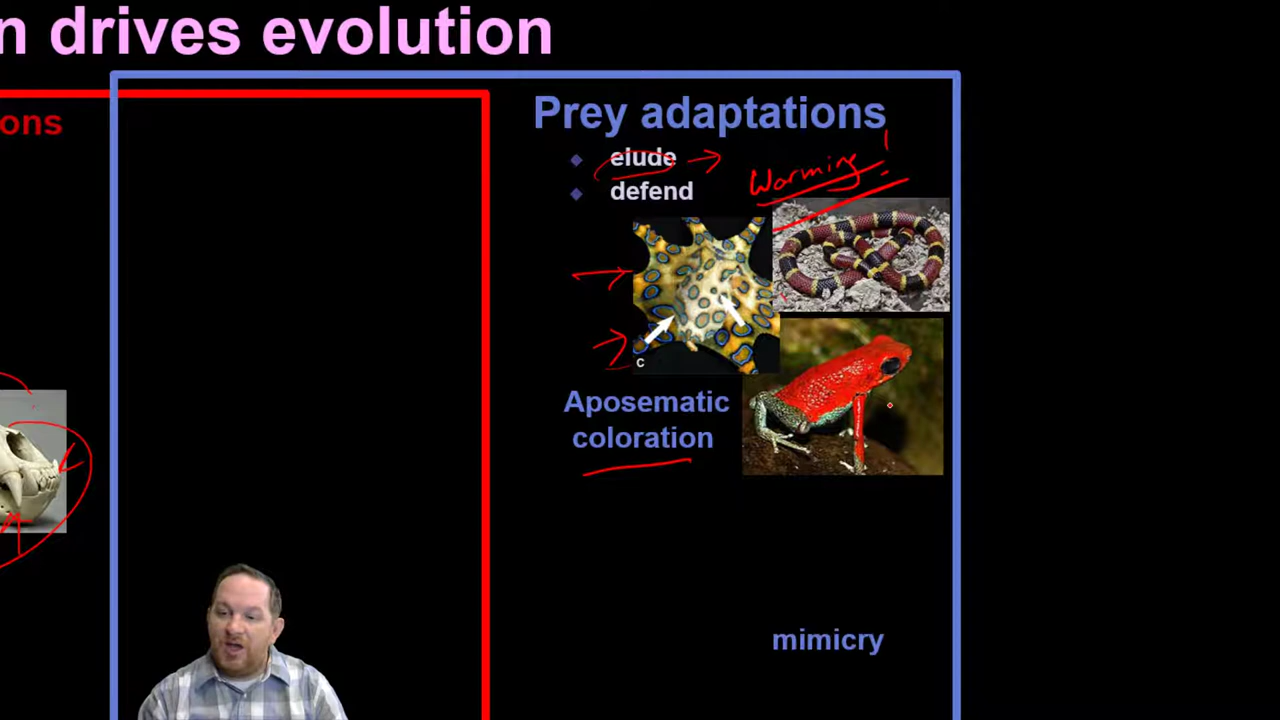 n drives evolution
ons
Prey adaptations
elude
defend
Warning!
c
Aposematic
coloration
mimicry